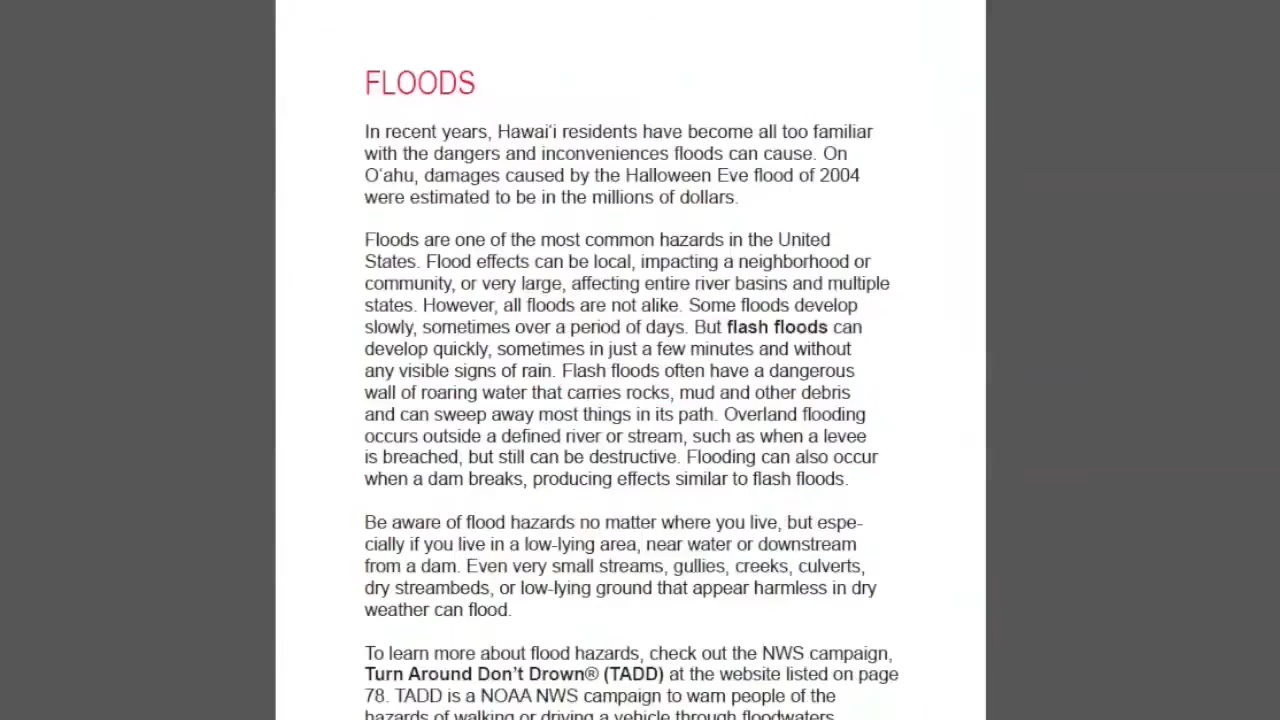 FLOODS
In recent years, Hawai‘i residents have become all too familiar
with the dangers and inconveniences floods can cause. On
O‘ahu, damages caused by the Halloween Eve flood of 2004
were estimated to be in the millions of dollars.
Floods are one of the most common hazards in the United
States. Flood effects can be local, impacting a neighborhood or
community, or very large, affecting entire river basins and multiple
states. However, all floods are not alike. Some floods develop
slowly, sometimes over a period of days. But flash floods can
develop quickly, sometimes in just a few minutes and without
any visible signs of rain. Flash floods often have a dangerous
wall of roaring water that carries rocks, mud and other debris
and can sweep away most things in its path. Overland flooding
occurs outside a defined river or stream, such as when a levee
is breached, but still can be destructive. Flooding can also occur
when a dam breaks, producing effects similar to flash floods.
Be aware of flood hazards no matter where you live, but espe-
cially if you live in a low-lying area, near water or downstream
from a dam. Even very small streams, gullies, creeks, culverts,
dry streambeds, or low-lying ground that appear harmless in dry
weather can flood.
To learn more about flood hazards, check out the NWS campaign,
Turn Around Don’t Drown® (TADD) at the website listed on page
78. TADD is a NOAA NWS campaign to warn people of the
hazards of walking or driving a vehicle through floodwaters.